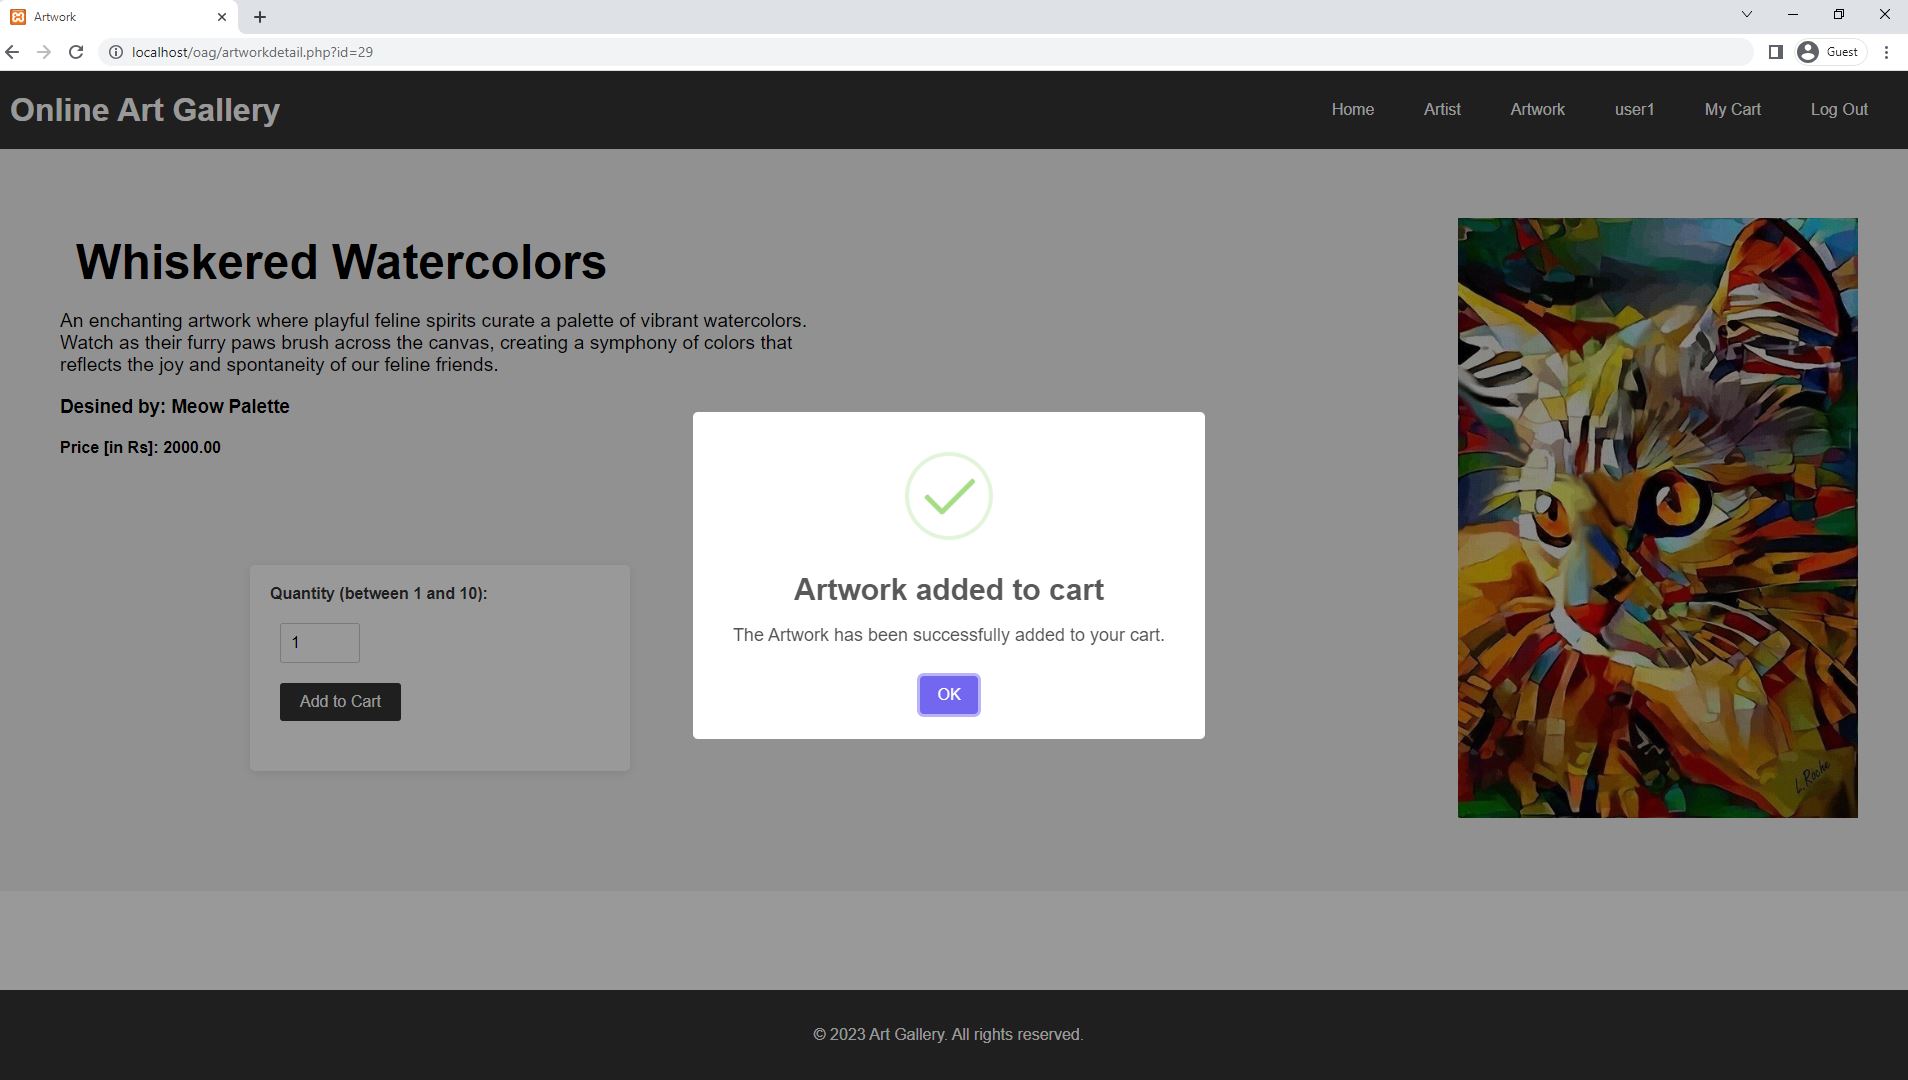 Artwork
localhost/oag/artworkdetail.php?id=29
Guest
Online Art Gallery
Home
Artist
Artwork
user1
My Cart
Log Out
Whiskered Watercolors
An enchanting artwork where playful feline spirits curate a palette of vibrant watercolors.
Watch as their furry paws brush across the canvas, creating a symphony of colors that
reflects the joy and spontaneity of our feline friends.
Desined by: Meow Palette
Price [in Rs]: 2000.00
Quantity (between 1 and 10):
1
Add to Cart
Artwork added to cart
The Artwork has been successfully added to your cart.
OK
L.Roche
© 2023 Art Gallery. All rights reserved.